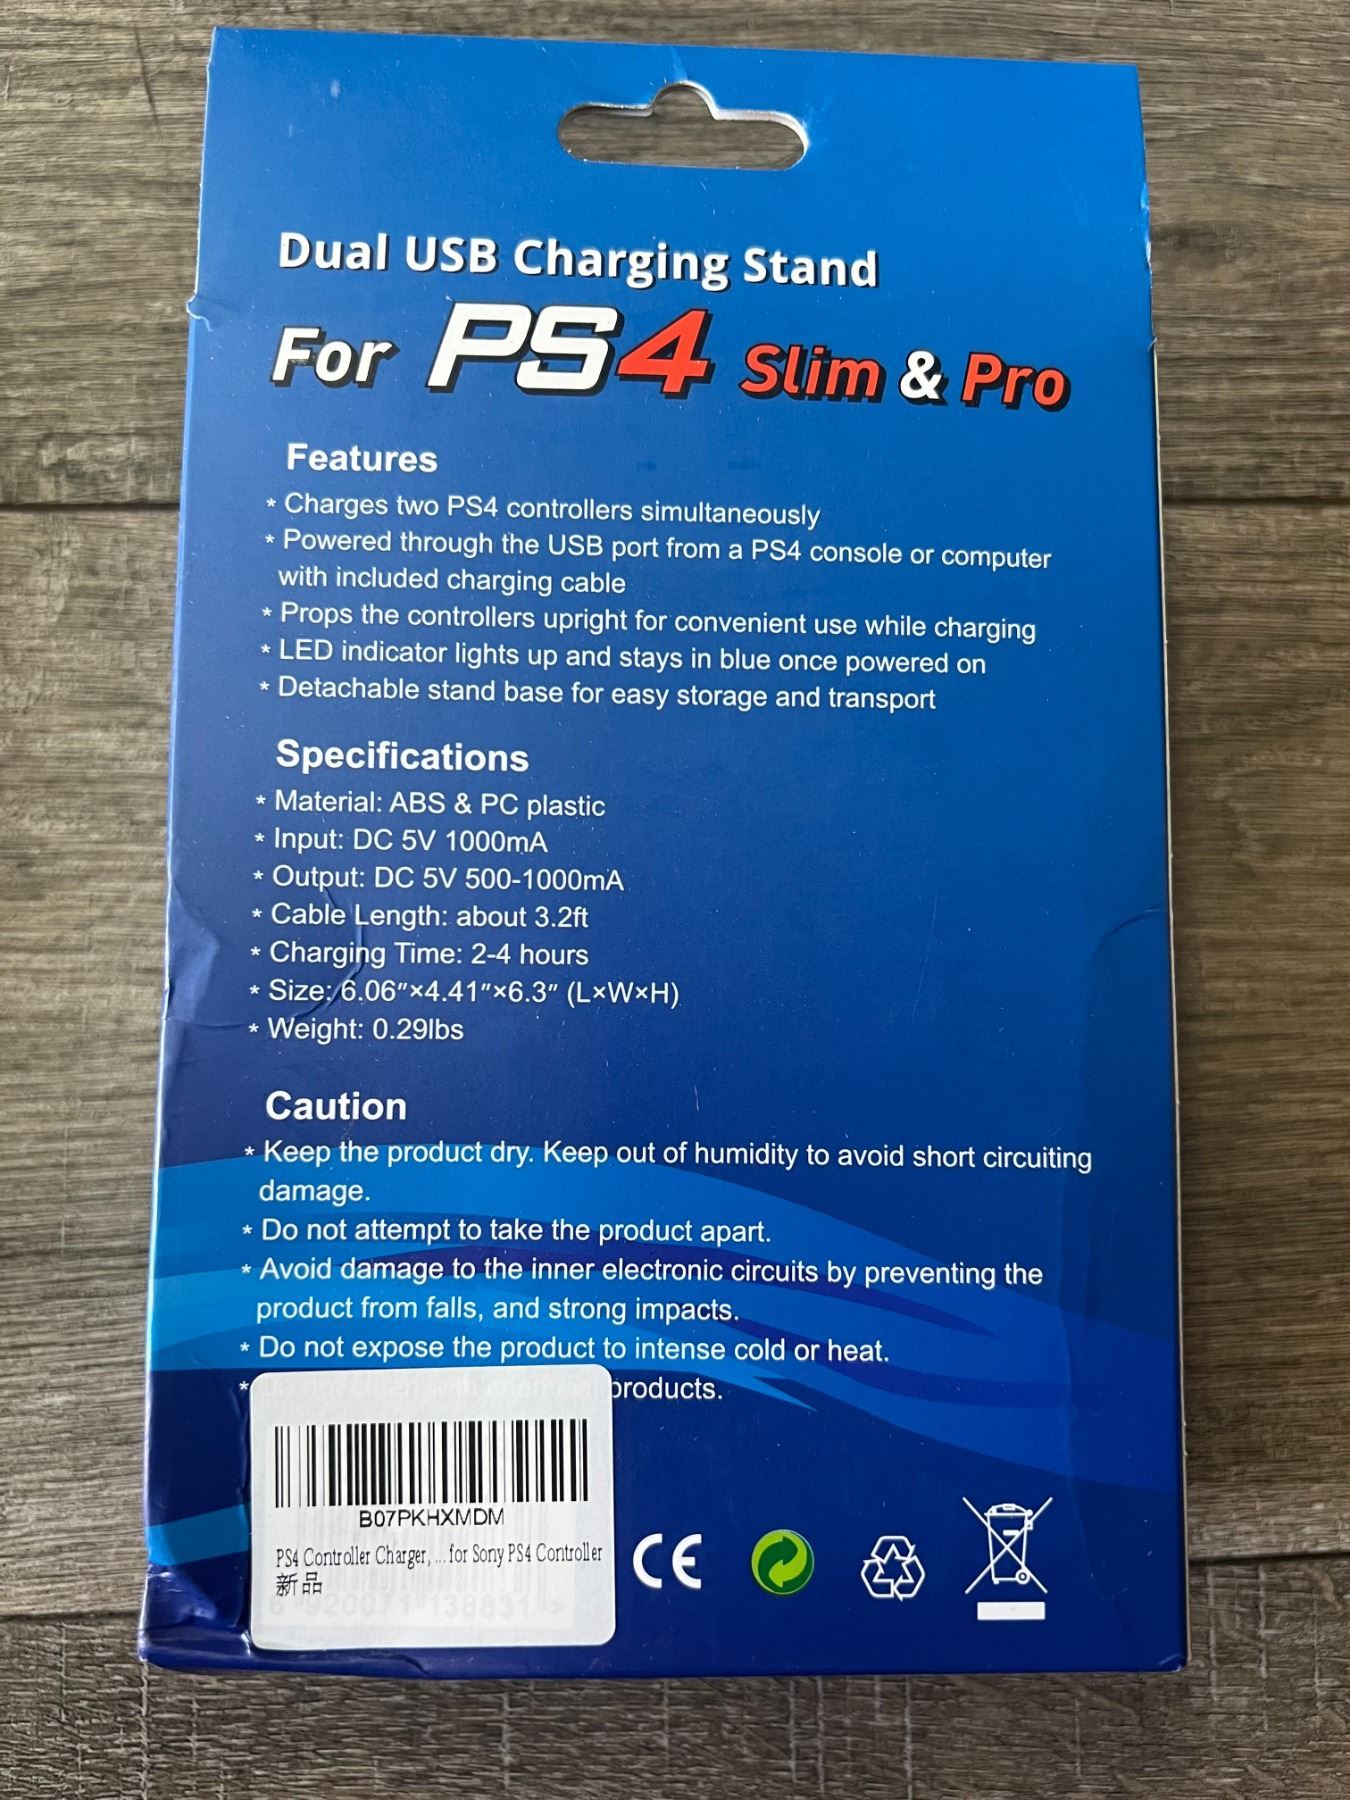 Dual USB Charging Stand
For PS4 Slim & Pro
Features
* Charges two PS4 controllers simultaneously
* Powered through the USB port from a PS4 console or computer
with included charging cable
* Props the controllers upright for convenient use while charging
* LED indicator lights up and stays in blue once powered on
* Detachable stand base for easy storage and transport
Specifications
* Material: ABS & PC plastic
* Input: DC 5V 1000mA
* Output: DC 5V 500-1000mA
* Cable Length: about 3.2ft
* Charging Time: 2-4 hours
* Size: 6.06"×4.41"×6.3" (L×W×H)
* Weight: 0.29lbs
Caution
* Keep the product dry. Keep out of humidity to avoid short circuiting
damage.
* Do not attempt to take the product apart.
* Avoid damage to the inner electronic circuits by preventing the
product from falls, and strong impacts.
* Do not expose the product to intense cold or heat.
* products.
B07PKHXMDM
PS4 Controller Charger, ...for Sony PS4 Controller
新品
CE